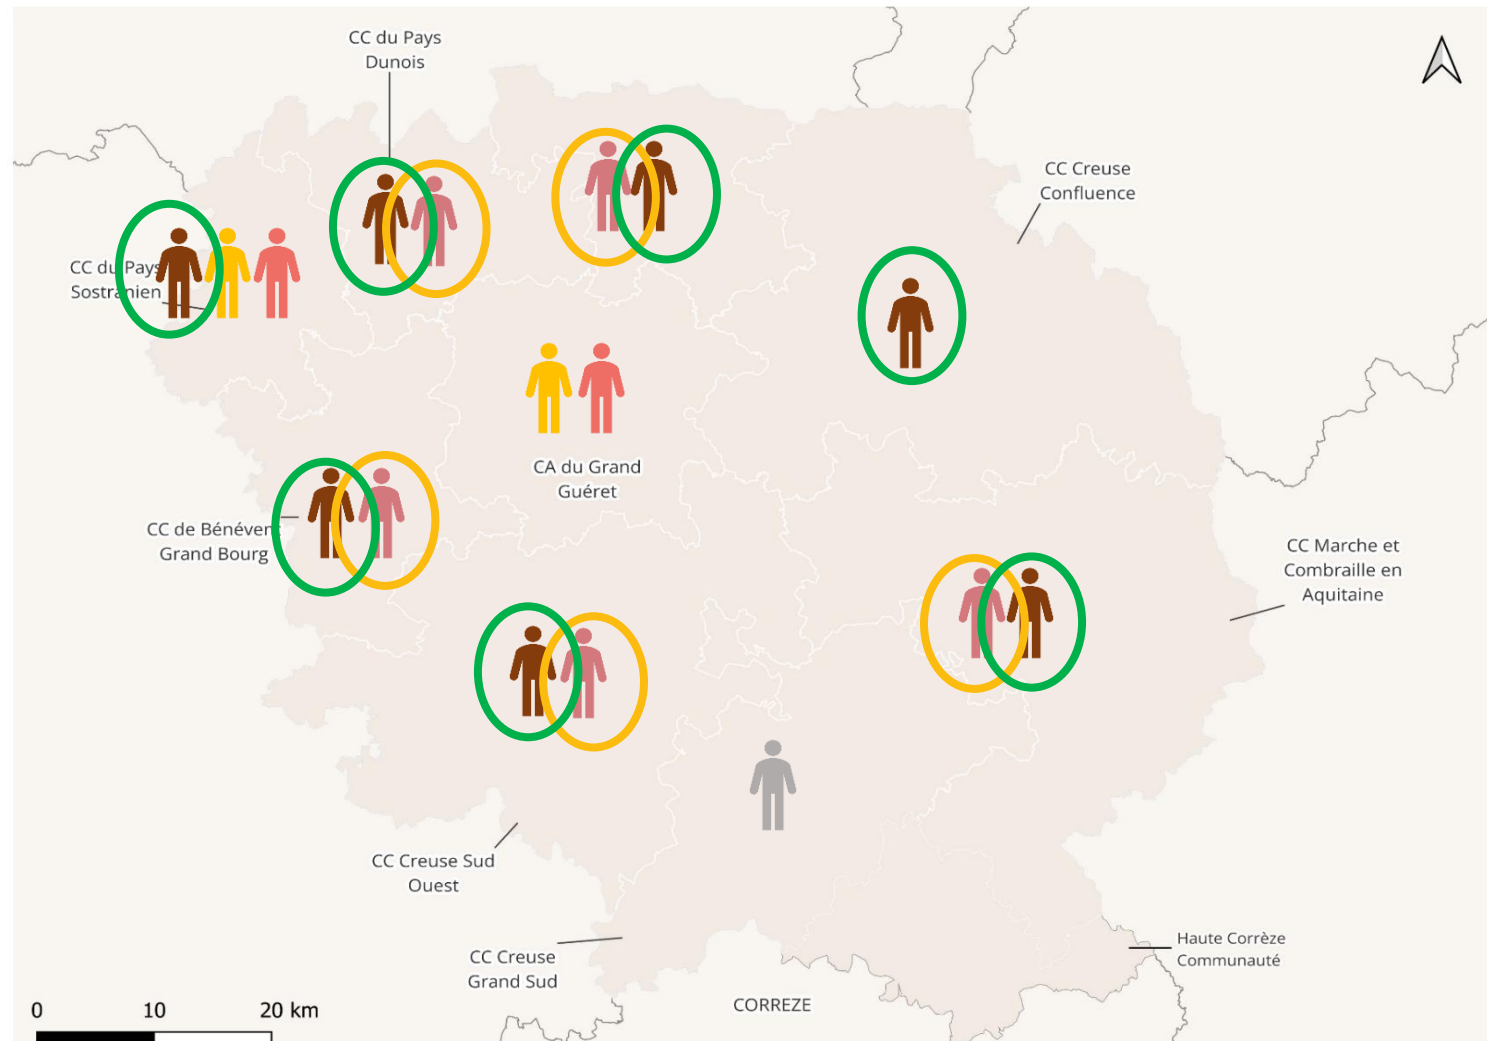 CC du Pays
Dunois
CC Creuse
Confluence
CC du Pays
Sostranien
CA du Grand
Guéret
CC de Bénévent
Grand Bourg
CC Marche et
Combraille en
Aquitaine
CC Creuse Sud
Ouest
CC Creuse
Grand Sud
Haute Corrèze
Communauté
CORREZE
0 10 20 km